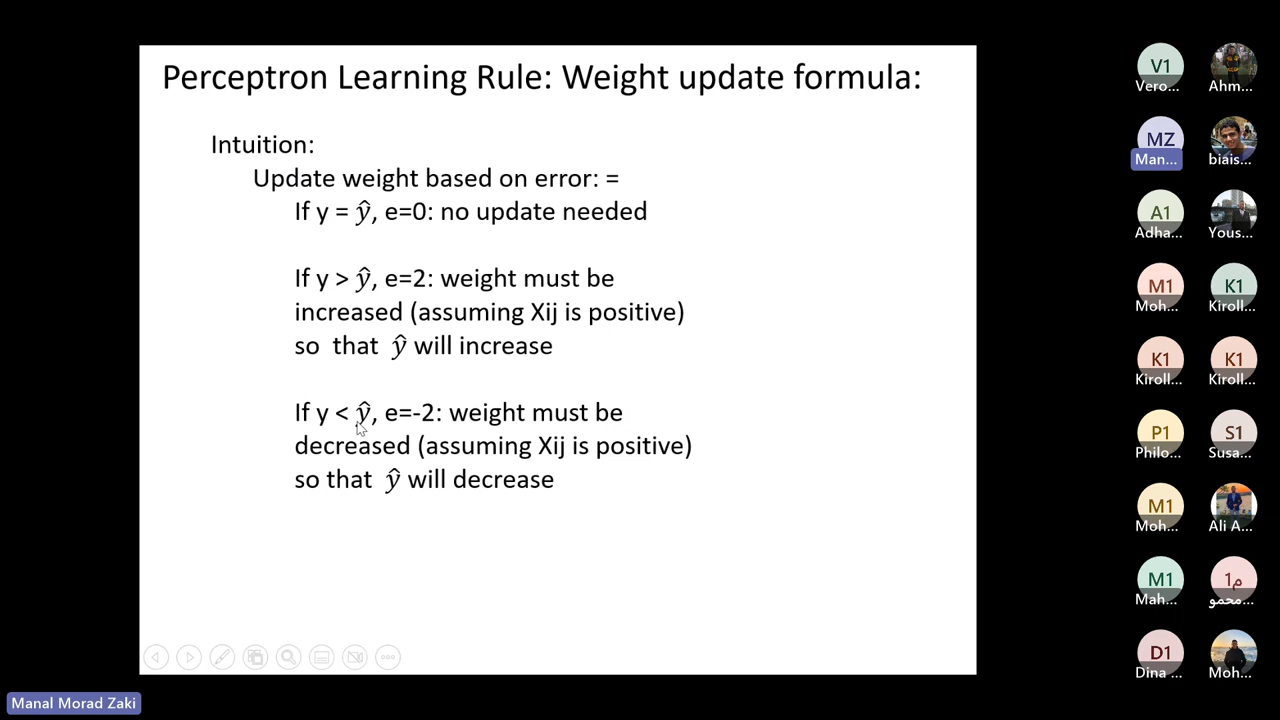 Perceptron Learning Rule: Weight update formula:
Intuition:
Update weight based on error: =
If y = ŷ, e=0: no update needed
If y > ŷ, e=2: weight must be
increased (assuming Xij is positive)
so that ŷ will increase
If y < ŷ, e=-2: weight must be
decreased (assuming Xij is positive)
so that ŷ will decrease
V1
Vero...
Ahm...
MZ
Man...
biais...
A1
Adha...
Yous...
M1
Moh...
K1
Kiroll...
K1
Kiroll...
K1
Kiroll...
P1
Philo...
S1
Susa...
M1
Moh...
Ali A...
M1
Mah...
م1
محمو...
D1
Dina ...
Moh...
Manal Morad Zaki